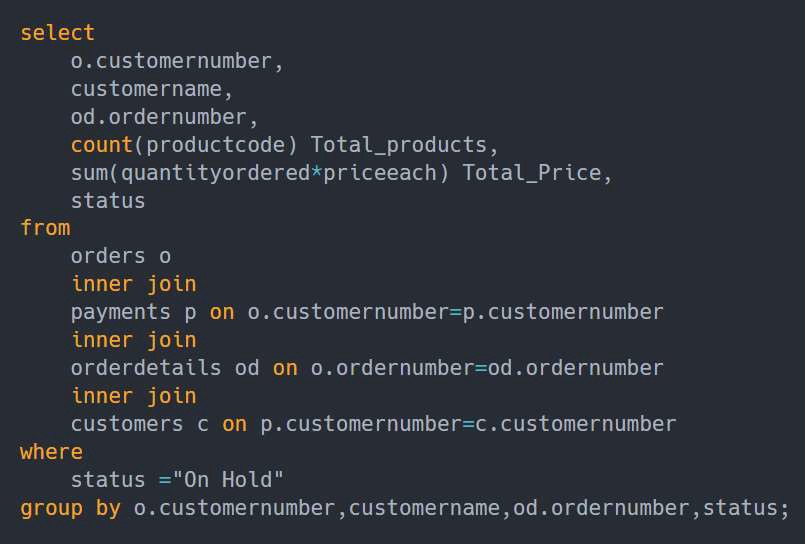 select
    o.customernumber,
    customername,
    od.ordernumber,
    count(productcode) Total_products,
    sum(quantityordered*priceeach) Total_Price,
    status
from
    orders o
    inner join
    payments p on o.customernumber=p.customernumber
    inner join
    orderdetails od on o.ordernumber=od.ordernumber
    inner join
    customers c on p.customernumber=c.customernumber
where
    status ="On Hold"
group by o.customernumber,customername,od.ordernumber,status;